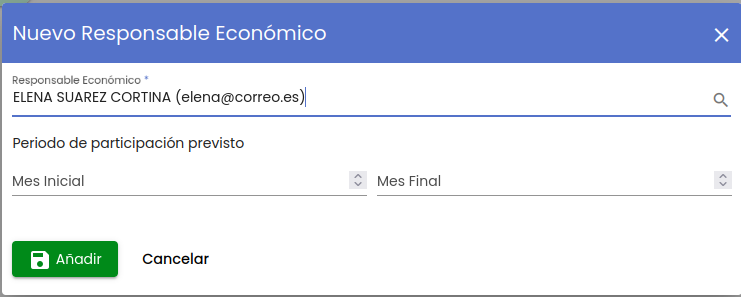 Nuevo Responsable Económico
Responsable Económico *
ELENA SUAREZ CORTINA (elena@correo.es)
Periodo de participación previsto
Mes Inicial
Mes Final
Añadir
Cancelar